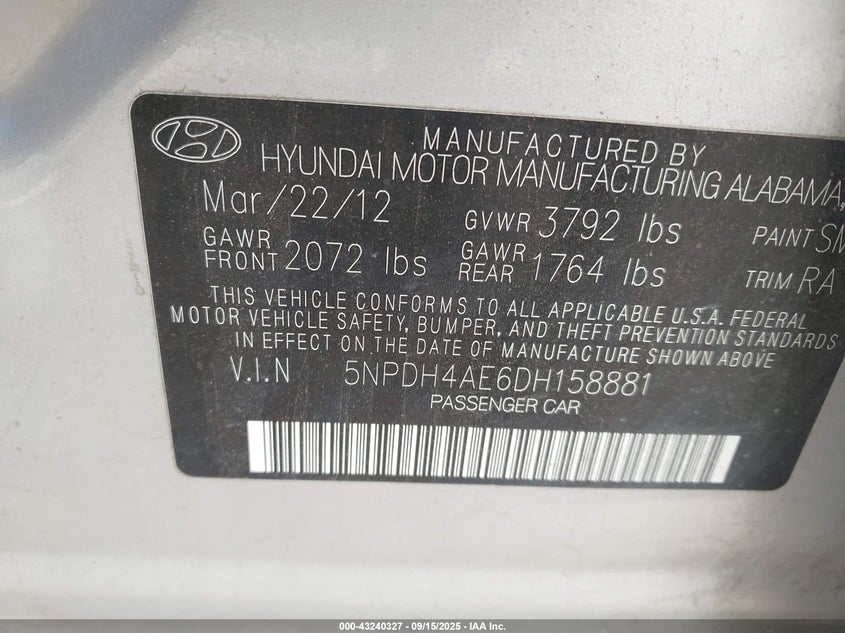 MANUFACTURED BY
HYUNDAI MOTOR MANUFACTURING ALABAMA,
Mar/22/12 GVWR 3792 lbs PAINT SM
GAWR FRONT 2072 lbs GAWR REAR 1764 lbs TRIM RA
THIS VEHICLE CONFORMS TO ALL APPLICABLE U.S.A. FEDERAL
MOTOR VEHICLE SAFETY, BUMPER, AND THEFT PREVENTION STANDARDS
IN EFFECT ON THE DATE OF MANUFACTURE SHOWN ABOVE
V.I.N 5NPDH4AE6DH158881
PASSENGER CAR
000-43240327 - 09/15/2025 - IAA Inc.